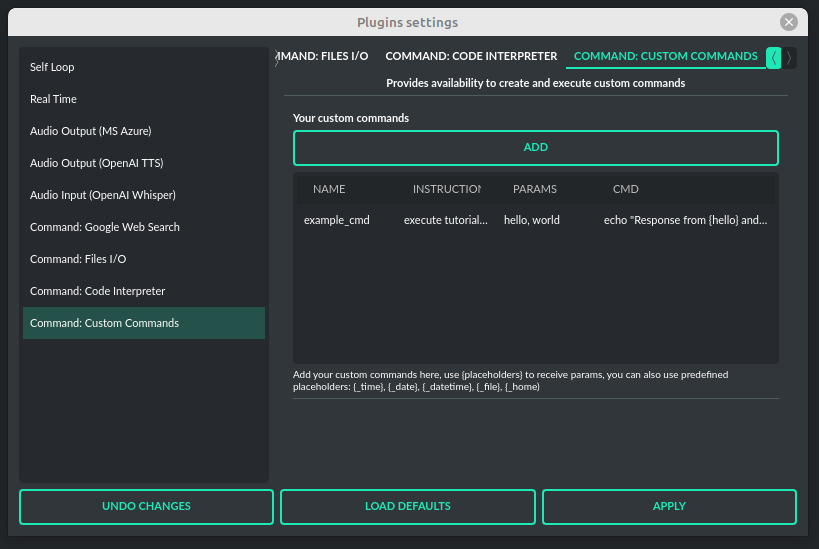 Plugins settings
Self Loop
Real Time
Audio Output (MS Azure)
Audio Output (OpenAI TTS)
Audio Input (OpenAI Whisper)
Command: Google Web Search
Command: Files I/O
Command: Code Interpreter
Command: Custom Commands
MMAND: FILES I/O COMMAND: CODE INTERPRETER COMMAND: CUSTOM COMMANDS
Provides availability to create and execute custom commands
Your custom commands
ADD
NAME INSTRUCTION PARAMS CMD
example_cmd execute tutorial... hello, world echo "Response from {hello} and...
Add your custom commands here, use {placeholders} to receive params, you can also use predefined
placeholders: {_time}, {_date}, {_datetime}, {_file}, {_home}
UNDO CHANGES LOAD DEFAULTS APPLY